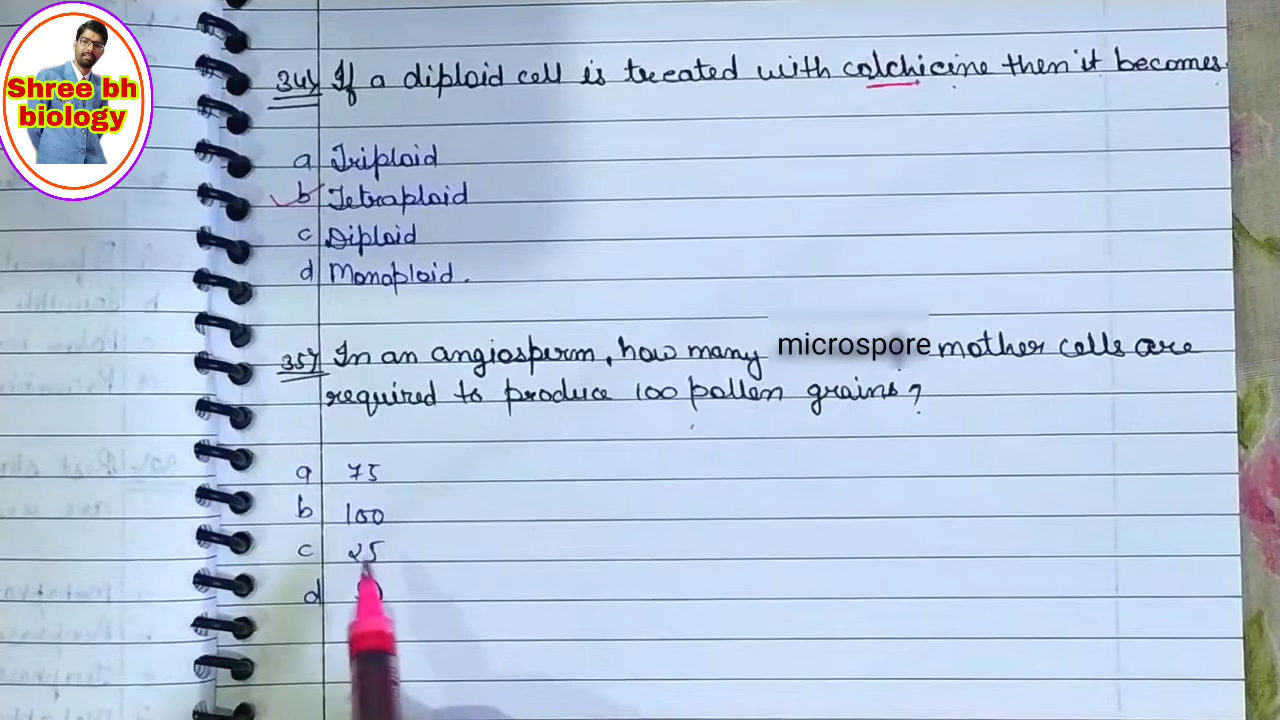 Shree bh
biology
34% If a diploid cell is treated with colchicine then it becomes.
a Triploid
b Tetraploid
c Diploid
d Monoploid.
35% In an angiosperm, how many microspore mother cells are
required to produce 100 pollen grains?
a 75
b 100
c 25
d